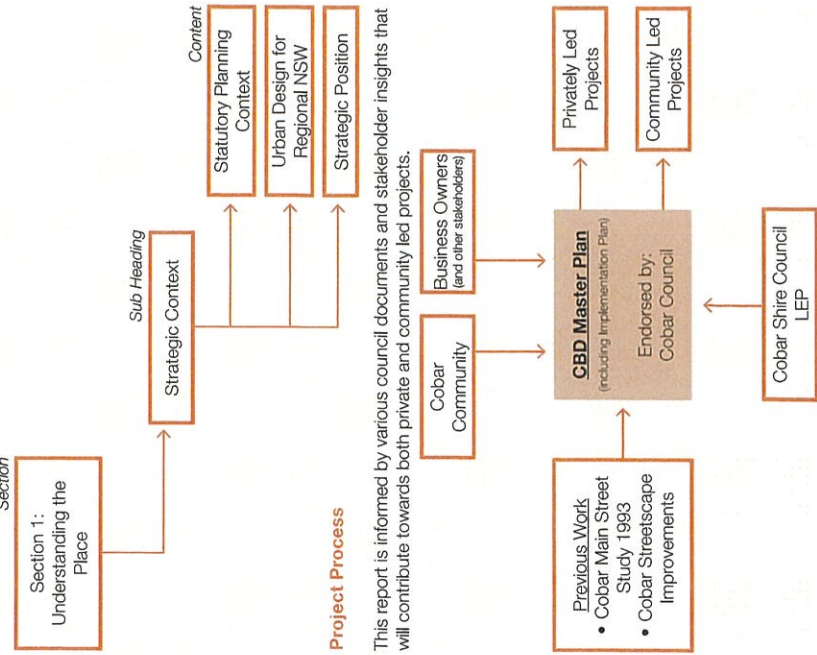 Section
Section 1:
Understanding the
Place
Sub Heading
Strategic Context
Content
Statutory Planning
Context
Urban Design for
Regional NSW
Strategic Position
Project Process
This report is informed by various council documents and stakeholder insights that
will contribute towards both private and community led projects.
Cobar
Community
Business Owners
(and other stakeholders)
Previous Work
• Cobar Main Street
Study 1993
• Cobar Streetscape
Improvements
CBD Master Plan
(including Implementation Plan)
Endorsed by:
Cobar Council
Privately Led
Projects
Community Led
Projects
Cobar Shire Council
LEP